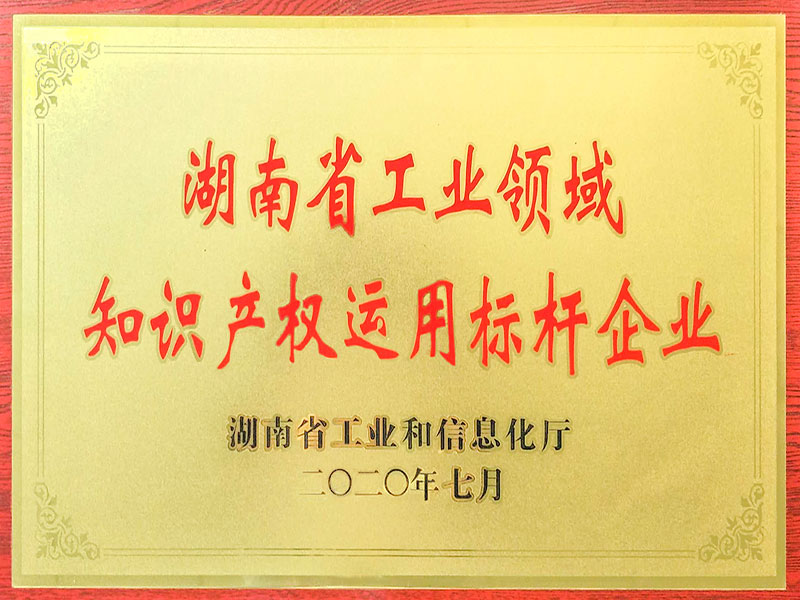 湖南省工业领域
知识产权运用标杆企业
湖南省工业和信息化厅
二〇二〇年七月